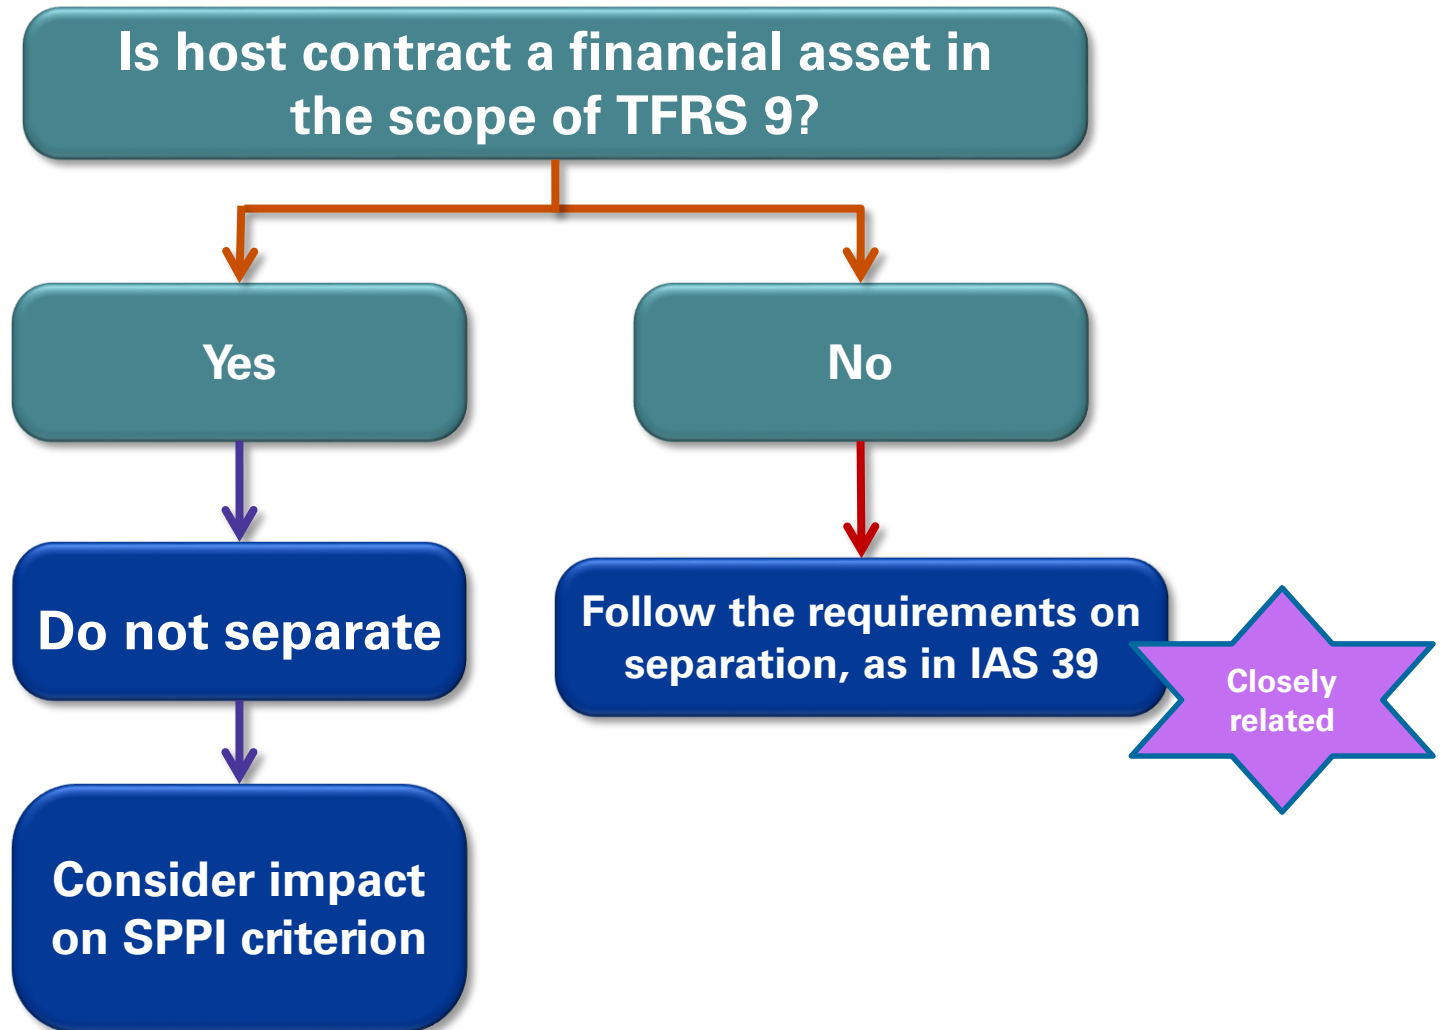 Is host contract a financial asset in
the scope of TFRS 9?
Yes
No
Do not separate
Follow the requirements on
separation, as in IAS 39
Closely
related
Consider impact
on SPPI criterion